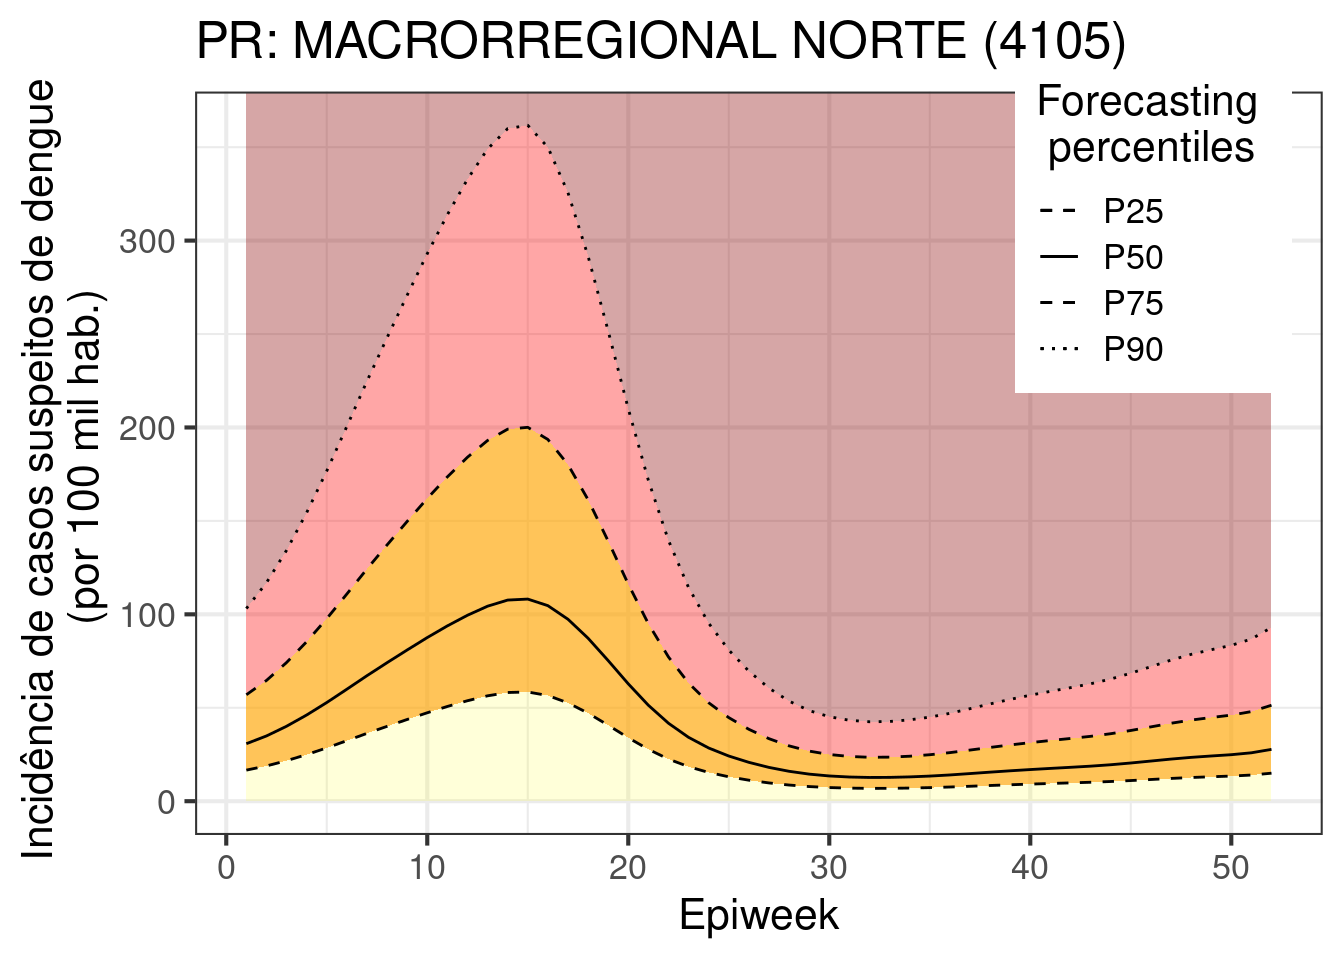 PR: MACRORREGIONAL NORTE (4105)
Incidência de casos suspeitos de dengue
(por 100 mil hab.)
300
200
100
0
Forecasting
percentiles
P25
P50
P75
P90
0 10 20 30 40 50
Epiweek